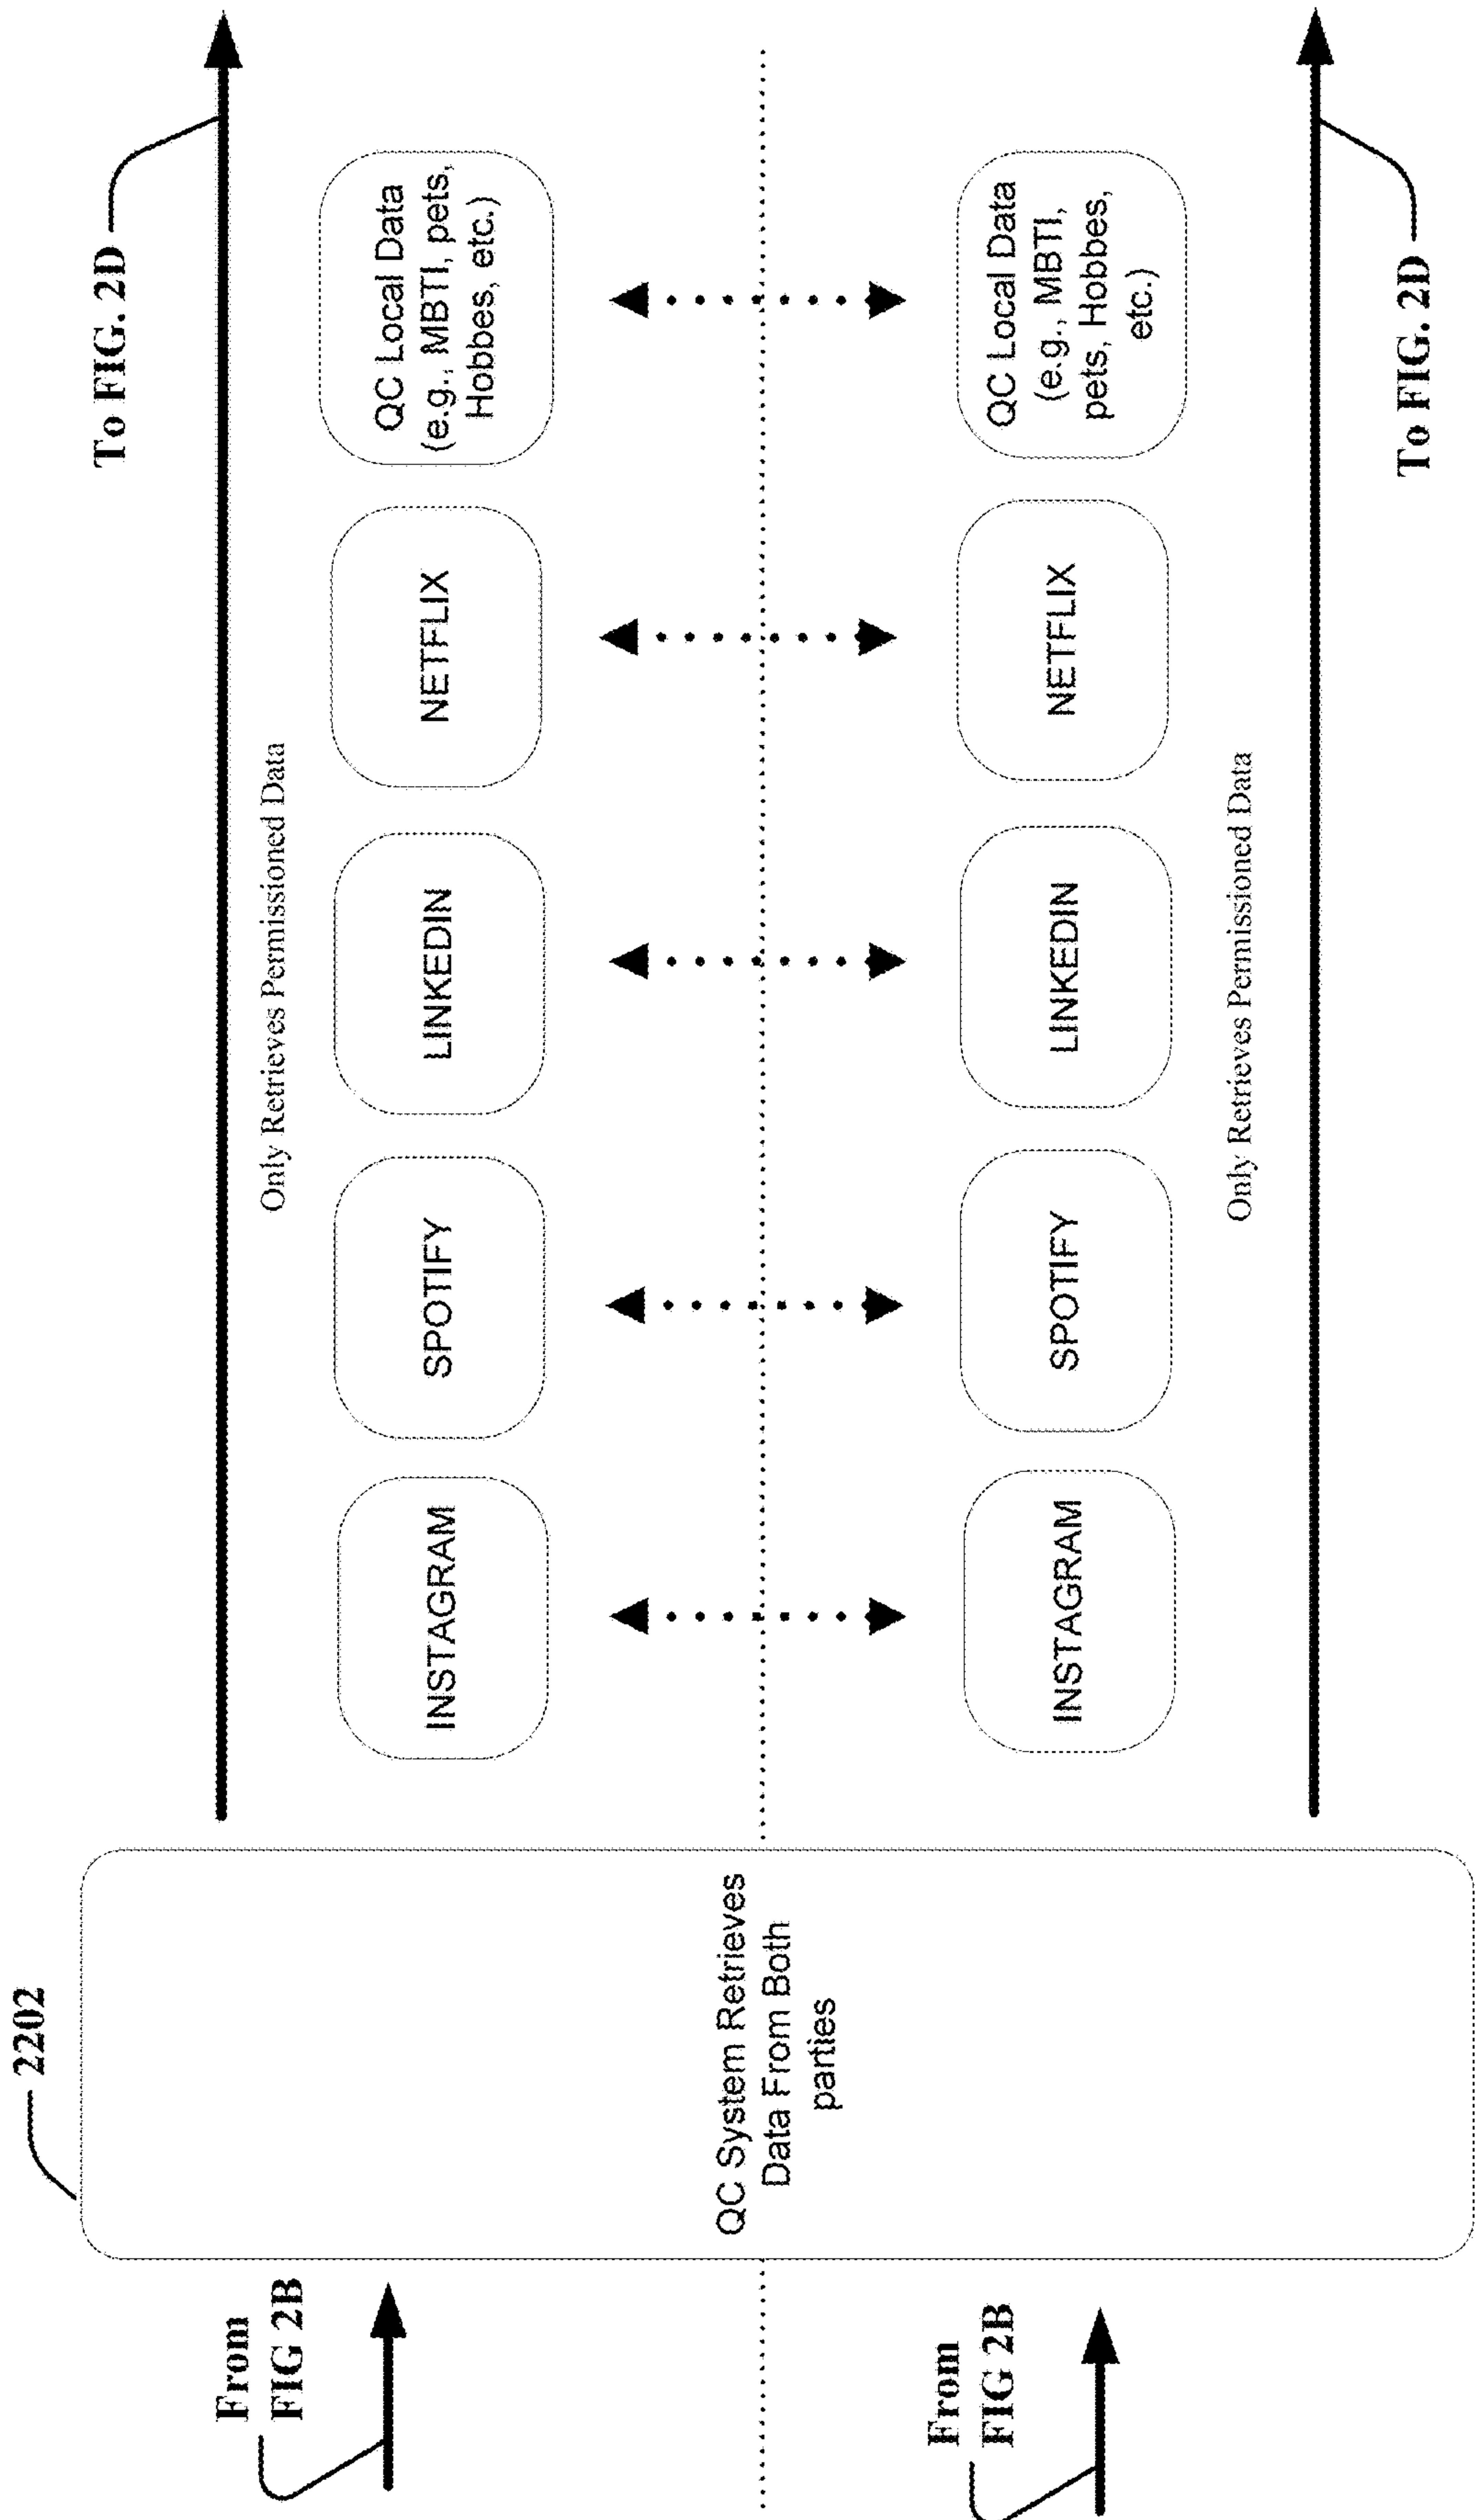 2202
From
FIG 2B
From
FIG 2B
QC System Retrieves
Data From Both
parties
To FIG. 2D
Only Retrieves Permissioned Data
INSTAGRAM
SPOTIFY
LINKEDIN
NETFLIX
QC Local Data
(e.g., MBTI, pets,
Hobbes, etc.)
INSTAGRAM
SPOTIFY
LINKEDIN
NETFLIX
QC Local Data
(e.g., MBTI,
pets, Hobbes,
etc.)
Only Retrieves Permissioned Data
To FIG. 2D